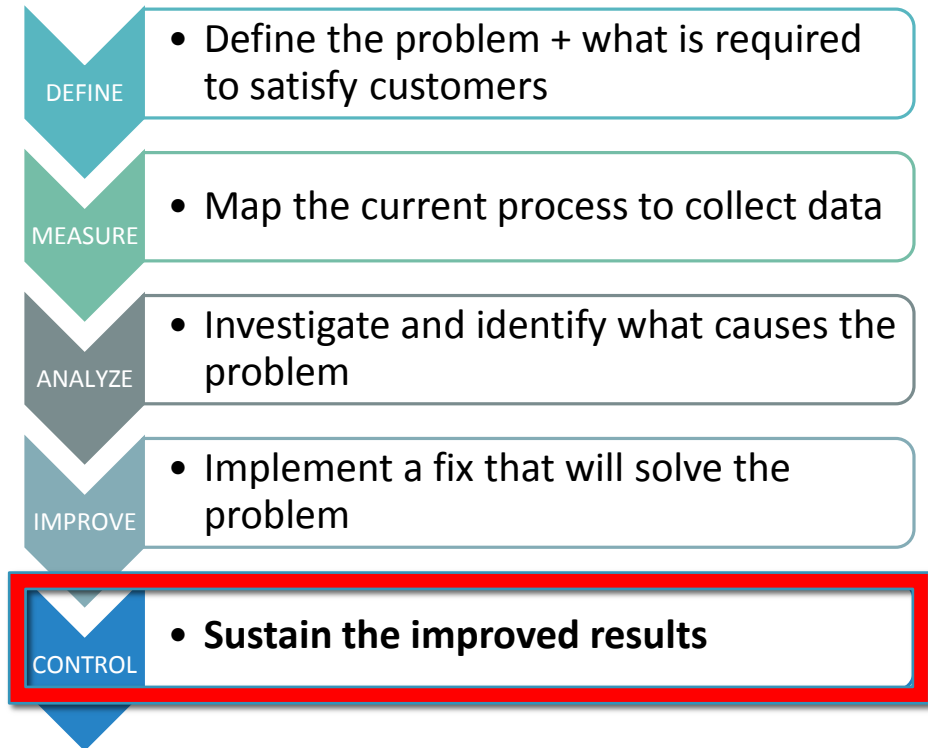 DEFINE
• Define the problem + what is required
to satisfy customers
MEASURE
• Map the current process to collect data
ANALYZE
• Investigate and identify what causes the
problem
IMPROVE
• Implement a fix that will solve the
problem
CONTROL
• Sustain the improved results